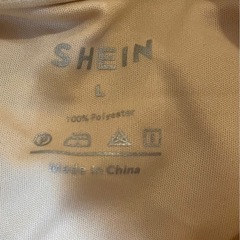 SHEIN
L
100% Polyester
Made in China